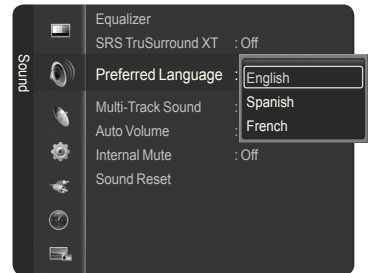 Sound
Equalizer
SRS TruSurround XT : Off
Preferred Language :
English
Spanish
French
Multi-Track Sound :
Auto Volume :
Internal Mute : Off
Sound Reset